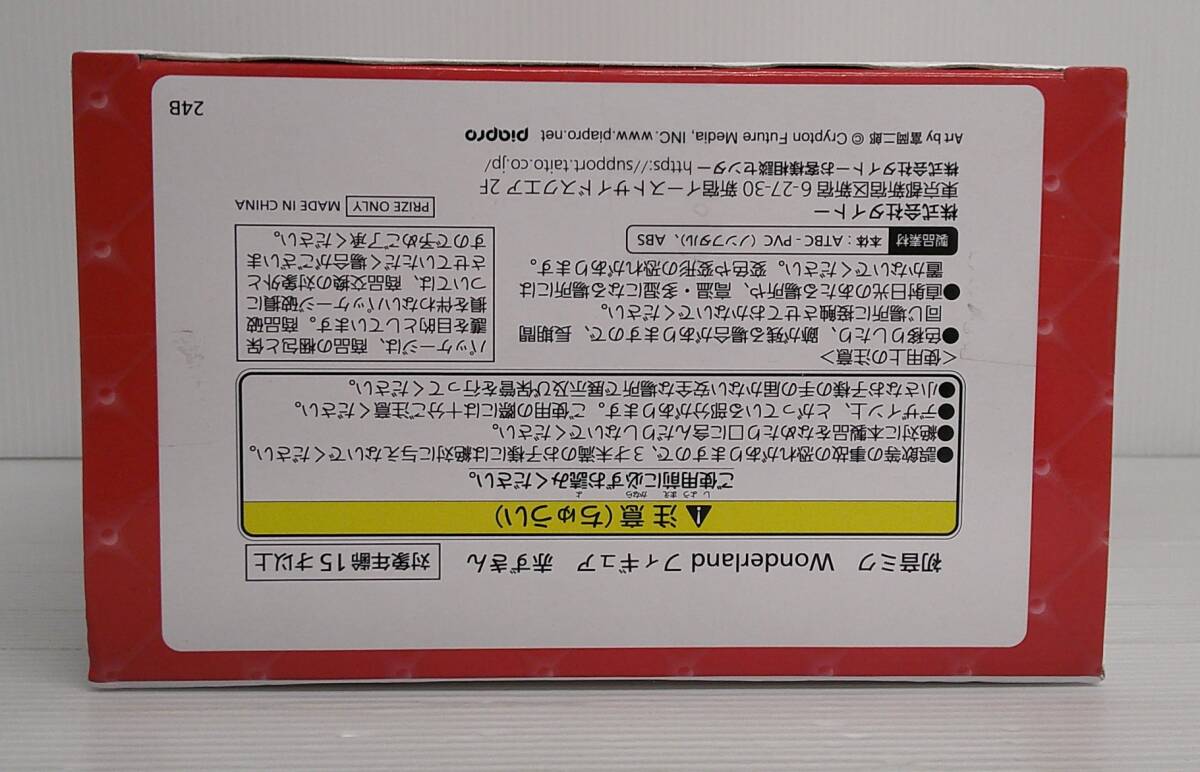 初音ミク Wonderland フィギュア 赤ずきん 対象年齢15才以上
注意(ちゅうい)
し よう まえ かなら よ
ご使用前に必ずお読みください。
●誤飲等の事故の恐れがありますので、3才未満のお子様には絶対に与えないでください。
●絶対に本製品をなめたり口に含んだりしないでください。
●デザイン上、とがっている部分があります。ご使用の際には十分ご注意ください。
●小さなお子様の手の届かない安全な場所で展示及び保管を行ってください。
<使用上の注意>
●色移りしたり、跡が残る場合がありますので、長期間
同じ場所に接触させておかないでください。
●直射日光のあたる場所や、高温・多湿になる場所には
置かないでください。変色や変形の恐れがあります。
製品素材 本体:ATBC-PVC(ノンフタル)、ABS
パッケージは、商品の梱包と保
護を目的としています。商品破
損を伴わないパッケージ破損に
ついては、商品交換の対象外と
させていただく場合がございま
すので予めご了承ください。
株式会社タイトー
PRIZE ONLY MADE IN CHINA
東京都新宿区新宿6-27-30 新宿イーストサイドスクエア2F
株式会社タイトーお客様相談センター https://support.taito.co.jp/
Art by 富岡二郎 © Crypton Future Media, INC. www.piapro.net piapro
24B